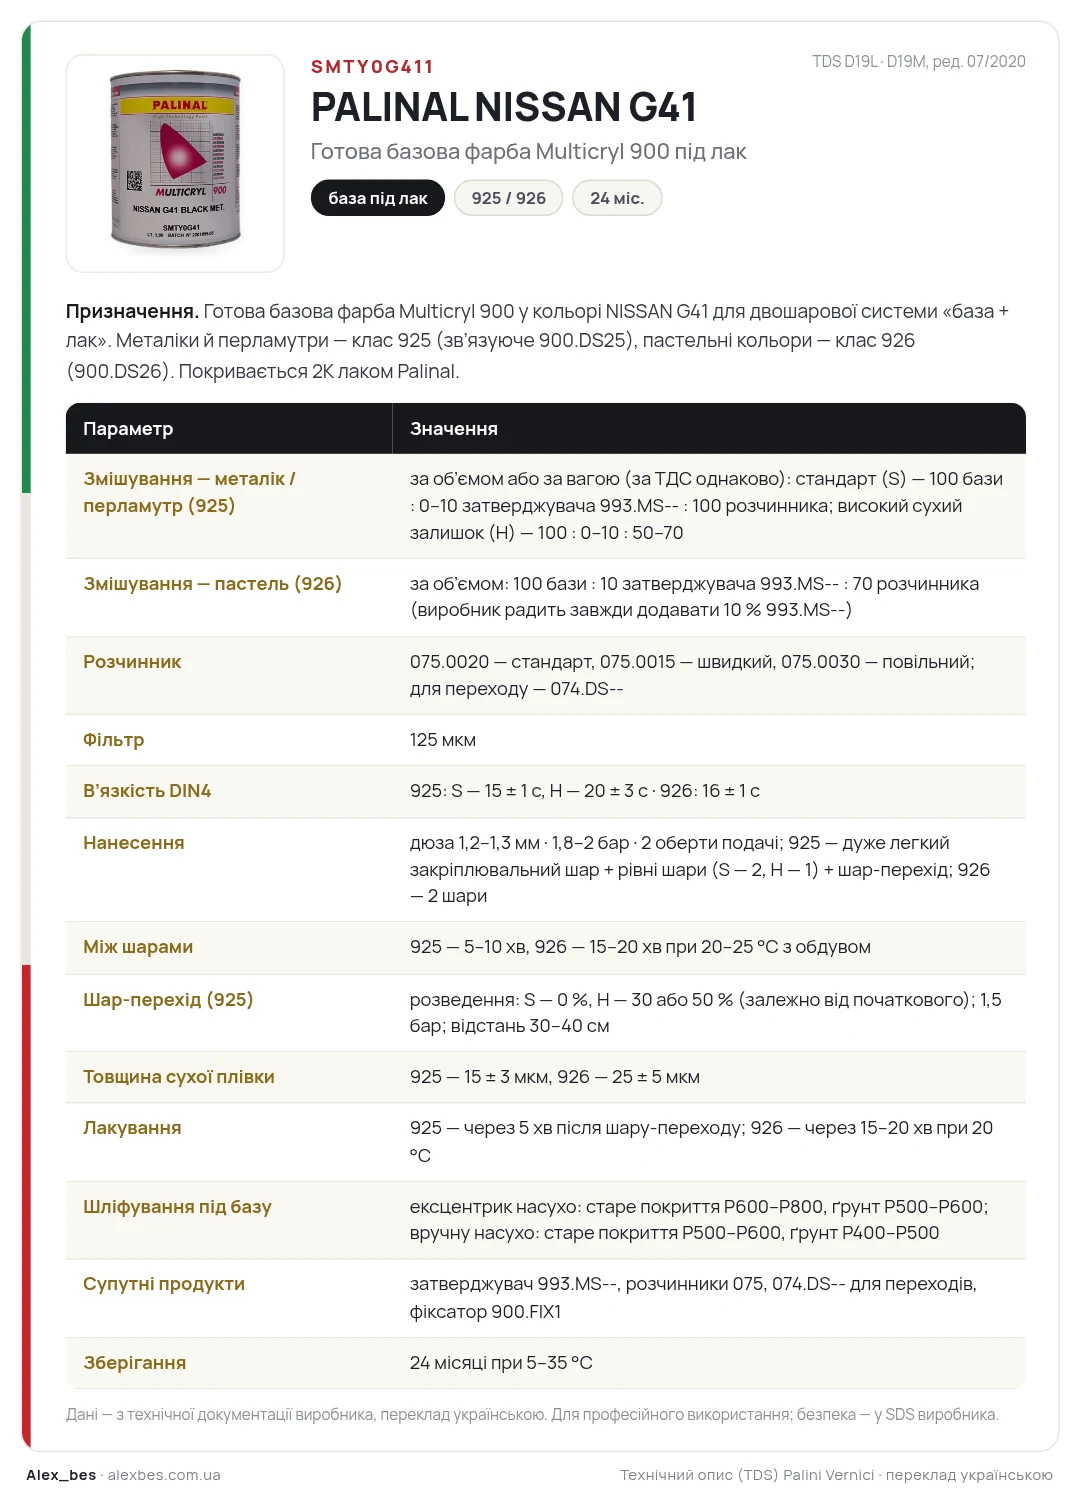 SMTY0G411
TDS D19L · D19M, ред. 07/2020
PALINAL NISSAN G41
Готова базова фарба Multicryl 900 під лак
база під лак
925 / 926
24 міс.
PALINAL
High Technology Paint
MULTICRYL 900
NISSAN G41 BLACK MET.
SMTY0G41
Призначення. Готова базова фарба Multicryl 900 у кольорі NISSAN G41 для двошарової системи «база +
лак». Металіки й перламутри — клас 925 (зв’язуюче 900.DS25), пастельні кольори — клас 926
(900.DS26). Покривається 2К лаком Palinal.
Параметр
Значення
Змішування — металік /
перламутр (925)
за об’ємом або за вагою (за ТДС однаково): стандарт (S) — 100 бази
: 0–10 затверджувача 993.MS-- : 100 розчинника; високий сухий
залишок (H) — 100 : 0–10 : 50–70
Змішування — пастель (926)
за об’ємом: 100 бази : 10 затверджувача 993.MS-- : 70 розчинника
(виробник радить завжди додавати 10 % 993.MS--)
Розчинник
075.0020 — стандарт, 075.0015 — швидкий, 075.0030 — повільний;
для переходу — 074.DS--
Фільтр
125 мкм
В’язкість DIN4
925: S — 15 ± 1 с, H — 20 ± 3 с · 926: 16 ± 1 с
Нанесення
дюза 1,2–1,3 мм · 1,8–2 бар · 2 оберти подачі; 925 — дуже легкий
закріплювальний шар + рівні шари (S — 2, H — 1) + шар-перехід; 926
— 2 шари
Між шарами
925 — 5–10 хв, 926 — 15–20 хв при 20–25 °C з обдувом
Шар-перехід (925)
розведення: S — 0 %, H — 30 або 50 % (залежно від початкового); 1,5
бар; відстань 30–40 см
Товщина сухої плівки
925 — 15 ± 3 мкм, 926 — 25 ± 5 мкм
Лакування
925 — через 5 хв після шару-переходу; 926 — через 15–20 хв при 20
°C
Шліфування під базу
ексцентрик насухо: старе покриття P600–P800, ґрунт P500–P600;
вручну насухо: старе покриття P500–P600, ґрунт P400–P500
Супутні продукти
затверджувач 993.MS--, розчинники 075, 074.DS-- для переходів,
фіксатор 900.FIX1
Зберігання
24 місяці при 5–35 °C
Дані — з технічної документації виробника, переклад українською. Для професійного використання; безпека — у SDS виробника.
Alex_bes · alexbes.com.ua
Технічний опис (TDS) Palini Vernici · переклад українською